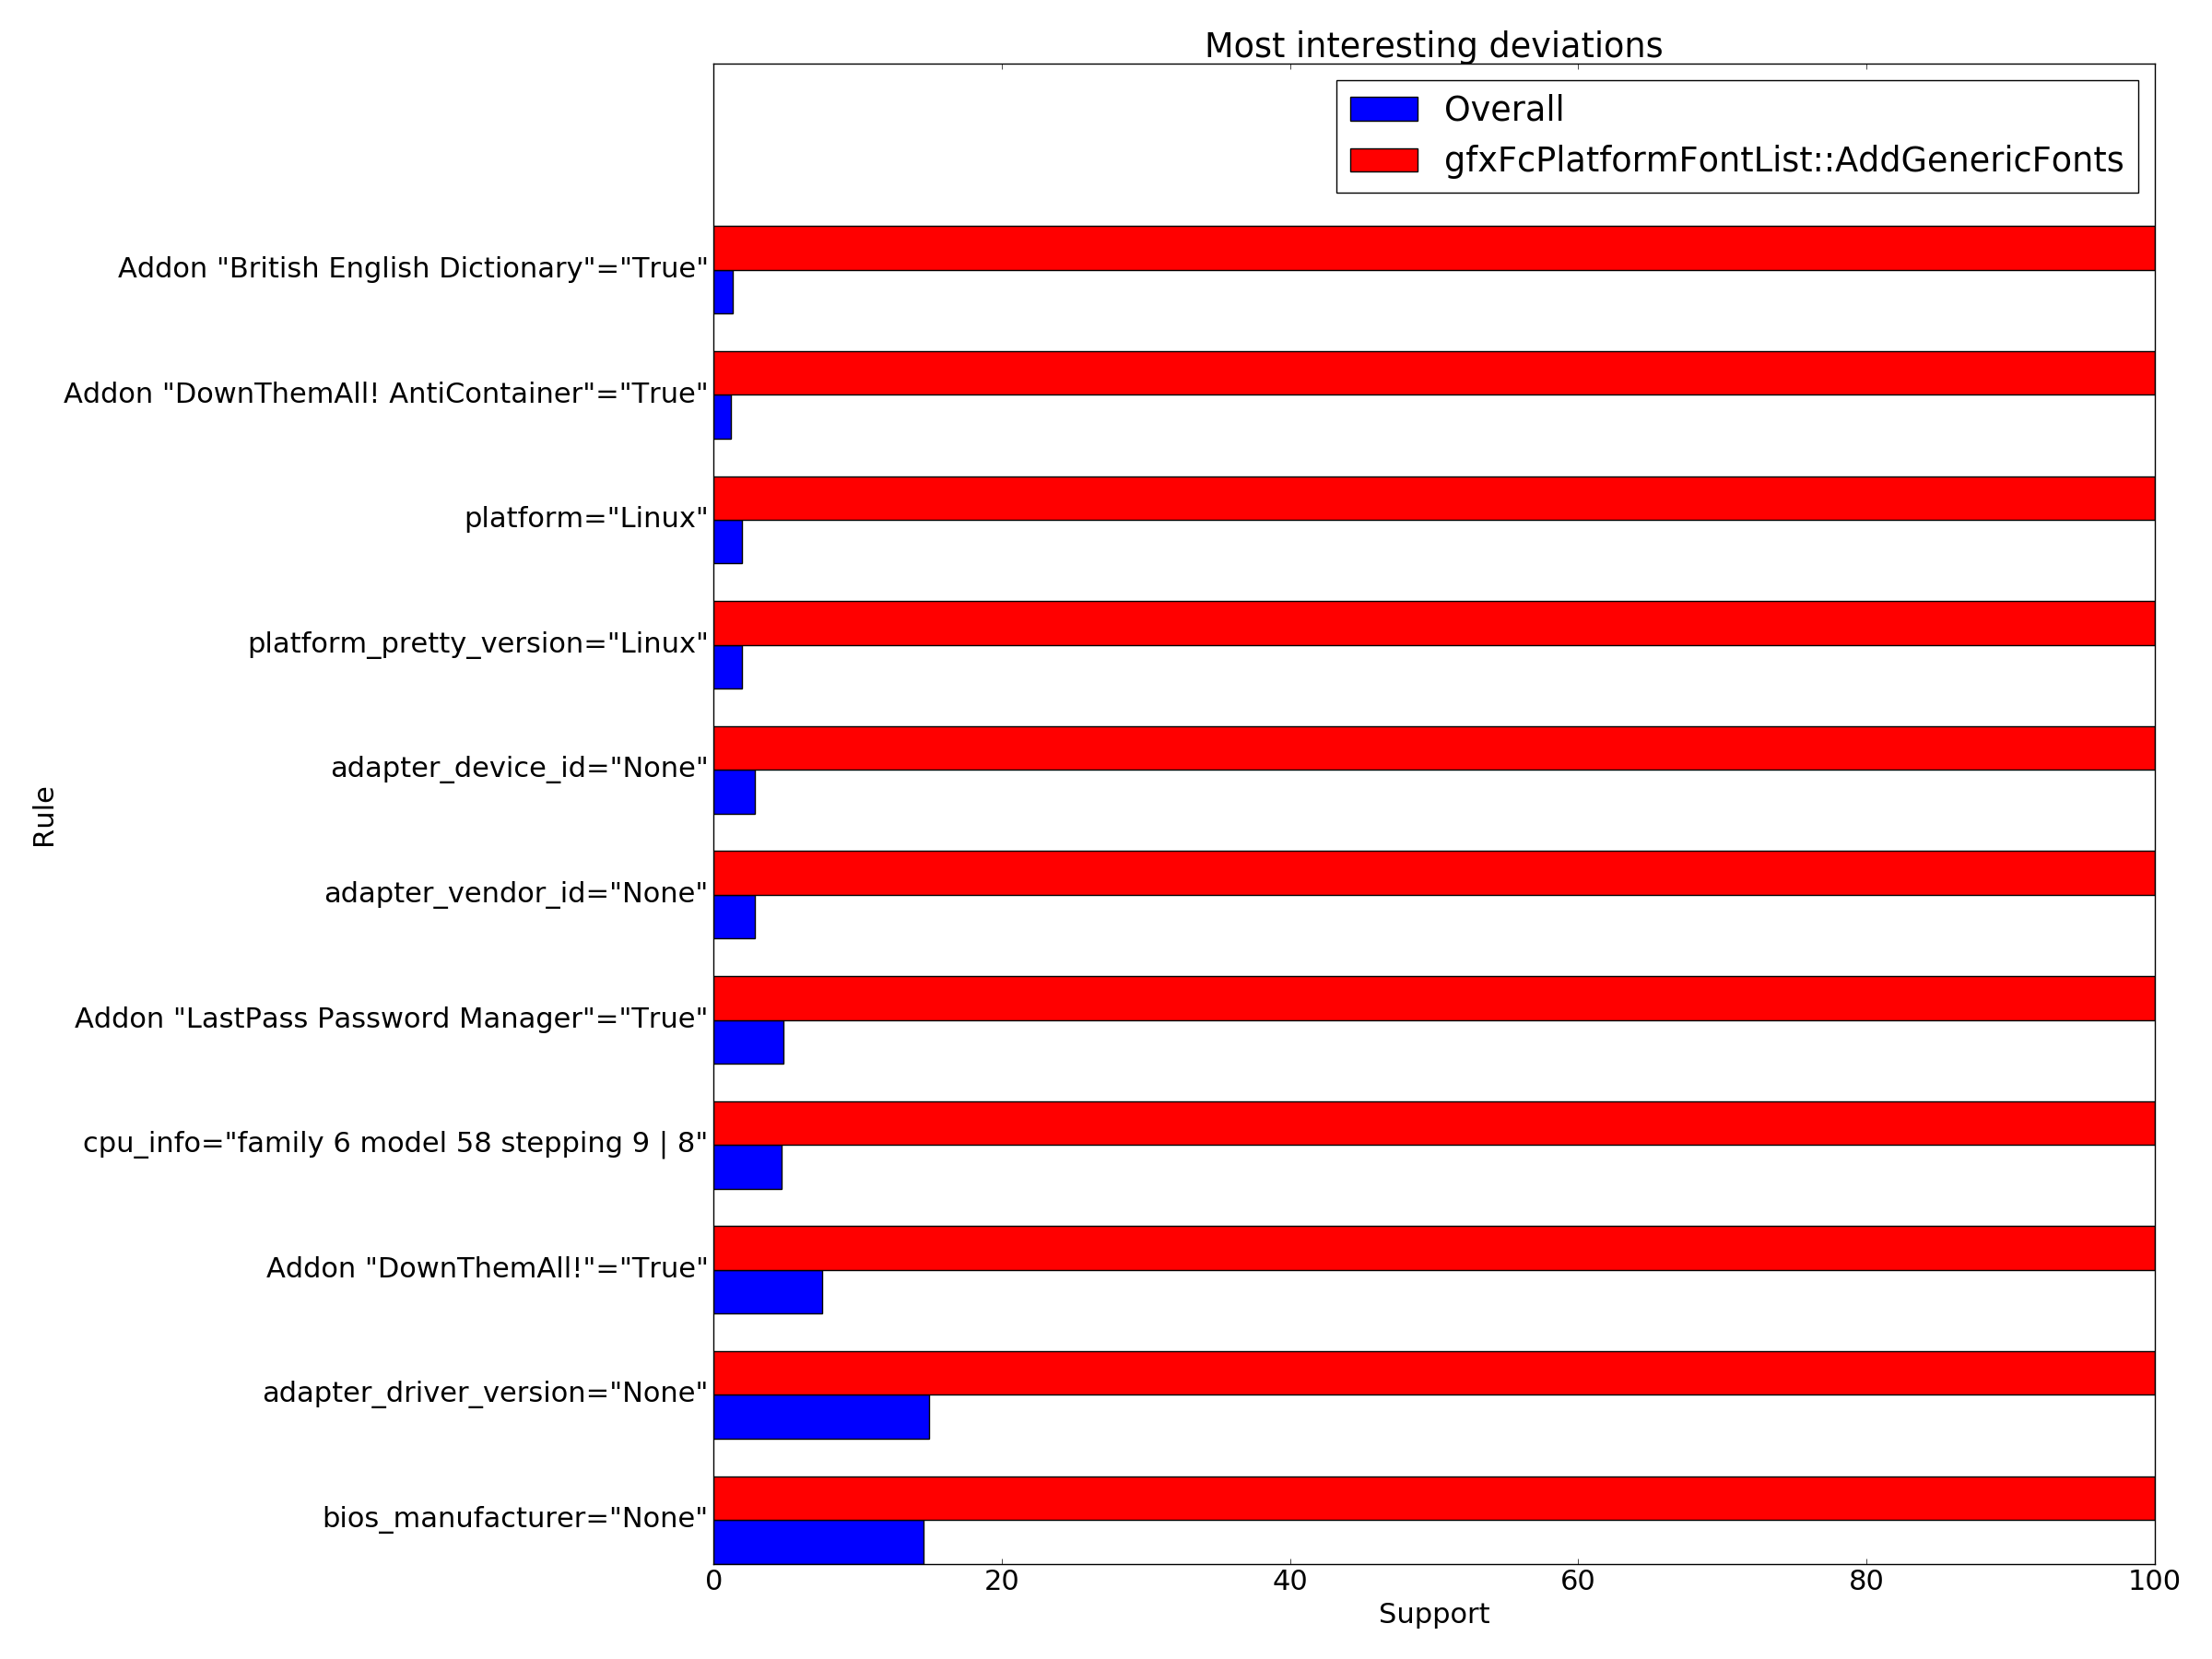 Most interesting deviations
Overall
gfxFcPlatformFontList::AddGenericFonts
Addon "British English Dictionary"="True"
Addon "DownThemAll! AntiContainer"="True"
platform="Linux"
platform_pretty_version="Linux"
adapter_device_id="None"
adapter_vendor_id="None"
Addon "LastPass Password Manager"="True"
cpu_info="family 6 model 58 stepping 9 | 8"
Addon "DownThemAll!"="True"
adapter_driver_version="None"
bios_manufacturer="None"
Rule
0 20 40 60 80 100
Support